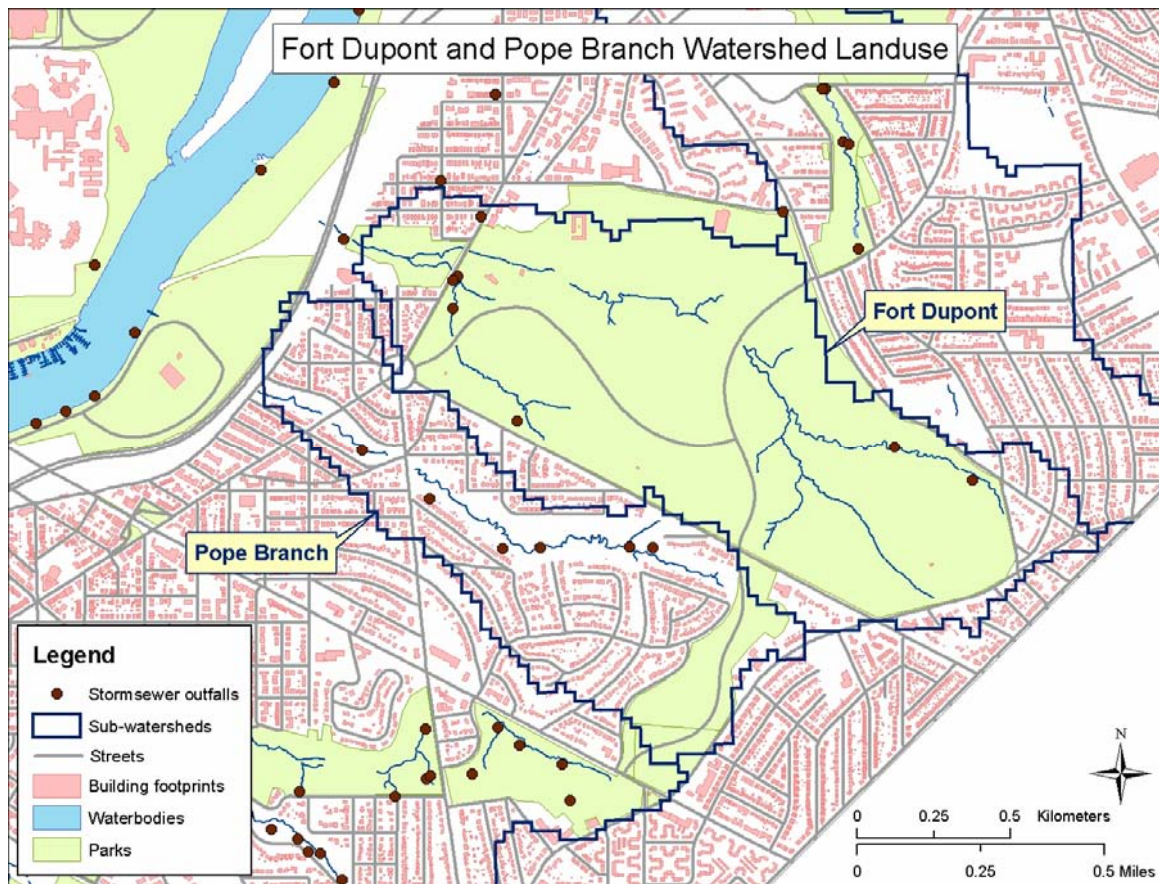 Fort Dupont and Pope Branch Watershed Landuse
Fort Dupont
Pope Branch
Legend
Stormsewer outfalls
Sub-watersheds
Streets
Building footprints
Waterbodies
Parks
N
0 0.25 0.5 Kilometers
0 0.25 0.5 Miles